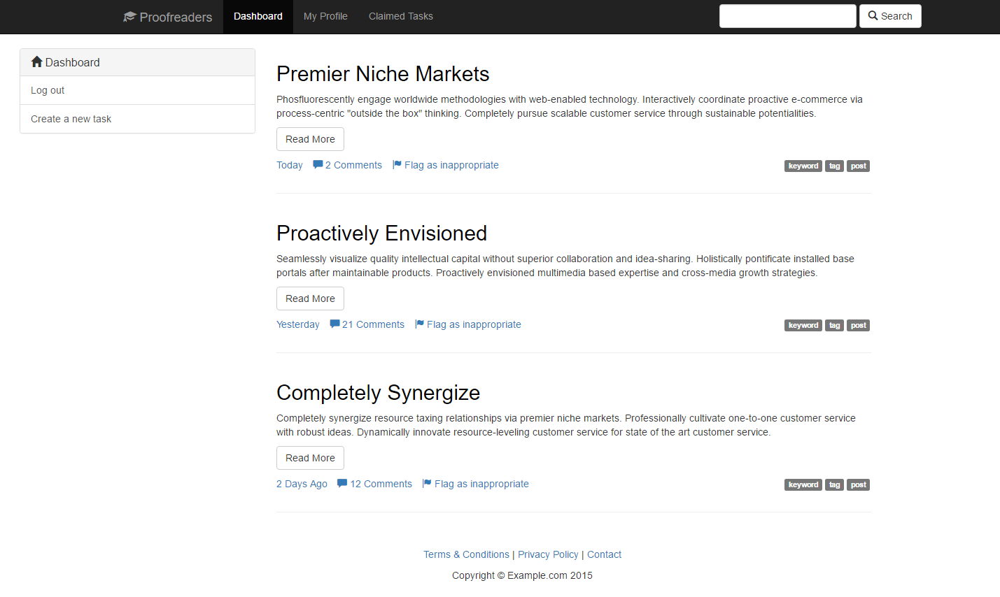 Proofreaders Dashboard My Profile Claimed Tasks Search
Dashboard
Log out
Create a new task
Premier Niche Markets
Phosfluorescently engage worldwide methodologies with web-enabled technology. Interactively coordinate proactive e-commerce via
process-centric "outside the box" thinking. Completely pursue scalable customer service through sustainable potentialities.
Read More
Today 2 Comments Flag as inappropriate keyword tag post
Proactively Envisioned
Seamlessly visualize quality intellectual capital without superior collaboration and idea-sharing. Holistically pontificate installed base
portals after maintainable products. Proactively envisioned multimedia based expertise and cross-media growth strategies.
Read More
Yesterday 21 Comments Flag as inappropriate keyword tag post
Completely Synergize
Completely synergize resource taxing relationships via premier niche markets. Professionally cultivate one-to-one customer service
with robust ideas. Dynamically innovate resource-leveling customer service for state of the art customer service.
Read More
2 Days Ago 12 Comments Flag as inappropriate keyword tag post
Terms & Conditions | Privacy Policy | Contact
Copyright © Example.com 2015